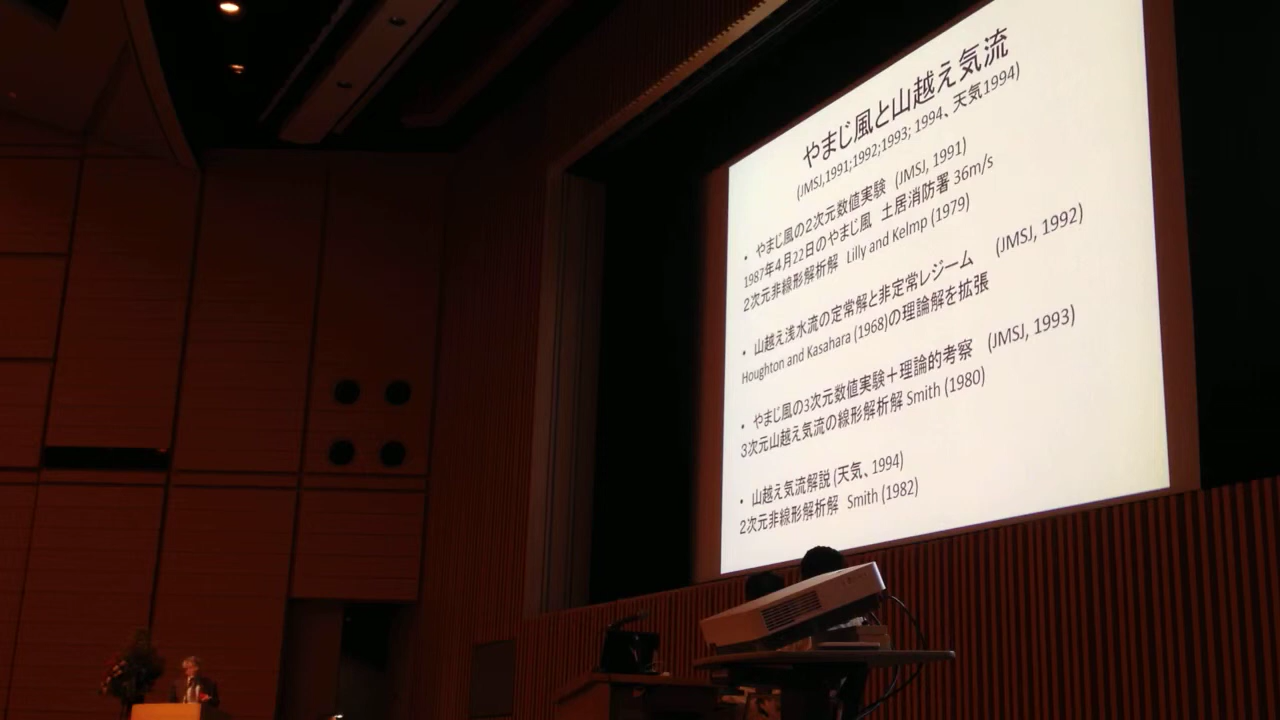 やまじ風と山越え気流
(JMSJ,1991;1992;1993; 1994、天気1994)
• やまじ風の２次元数値実験 (JMSJ, 1991)
1987年４月22日のやまじ風 土居消防署 36m/s
２次元非線形解析解 Lilly and Kelmp (1979)
• 山越え浅水流の定常解と非定常レジーム (JMSJ, 1992)
Houghton and Kasahara (1968)の理論解を拡張
• やまじ風の3次元数値実験＋理論的考察 (JMSJ, 1993)
３次元山越え気流の線形解析解 Smith (1980)
• 山越え気流解説 (天気、1994)
２次元非線形解析解 Smith (1982)